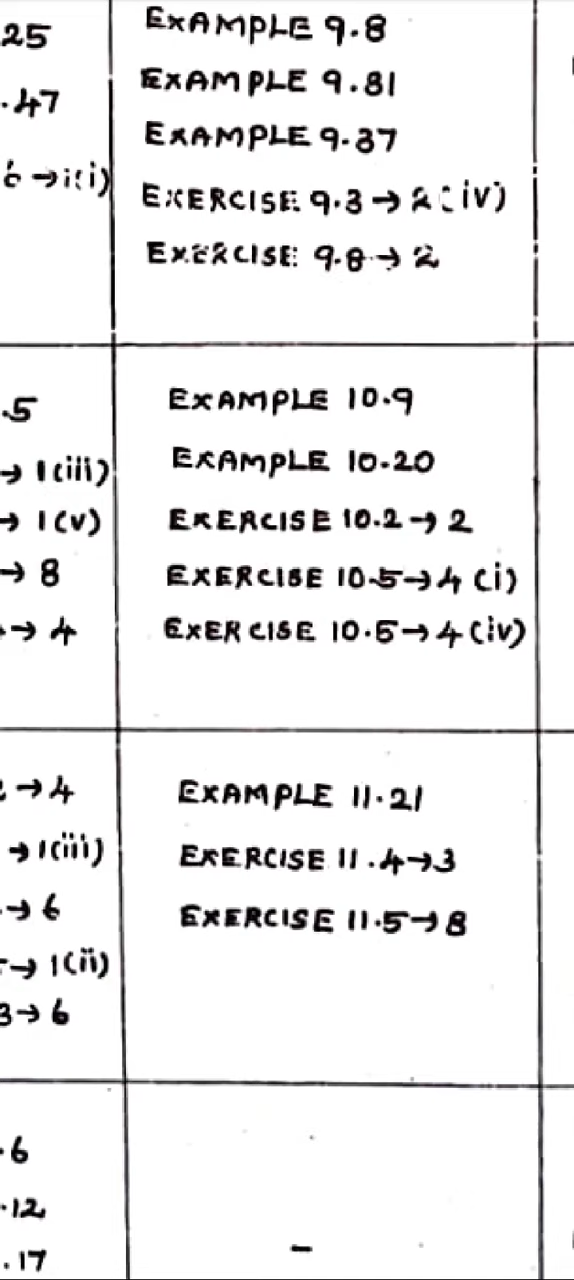 25
.47
6 → i(i)
EXAMPLE 9.8
EXAMPLE 9.31
EXAMPLE 9.37
EXERCISE 9.3 → 2(iv)
EXERCISE 9.8 → 2
.5
→ 1(iii)
→ 1(v)
→ 8
→ 4
EXAMPLE 10.9
EXAMPLE 10.20
EXERCISE 10.2 → 2
EXERCISE 10.5 → 4(i)
EXERCISE 10.5 → 4(iv)
2 → 4
→ 1(iii)
→ 6
→ 1(ii)
3 → 6
EXAMPLE 11.21
EXERCISE 11.4 → 3
EXERCISE 11.5 → 8
.6
.12
.17
-